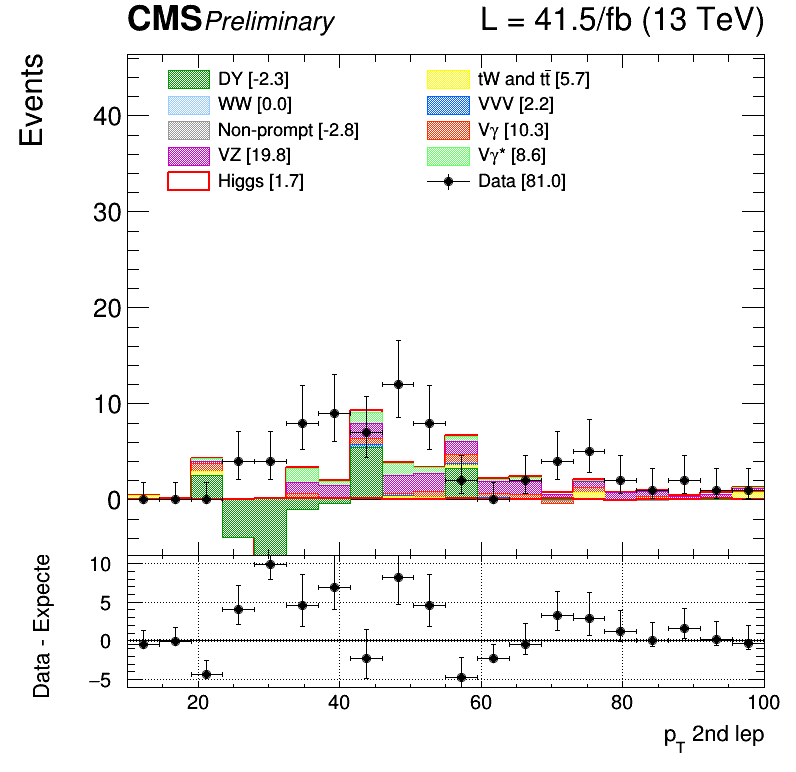 CMS Preliminary L = 41.5/fb (13 TeV)
Events
DY [-2.3]
WW [0.0]
Non-prompt [-2.8]
VZ [19.8]
Higgs [1.7]
tW and tt̄ [5.7]
VVV [2.2]
Vγ [10.3]
Vγ* [8.6]
Data [81.0]
40
30
20
10
0
Data - Expecte
10
5
0
−5
20 40 60 80 100
p_T 2nd lep